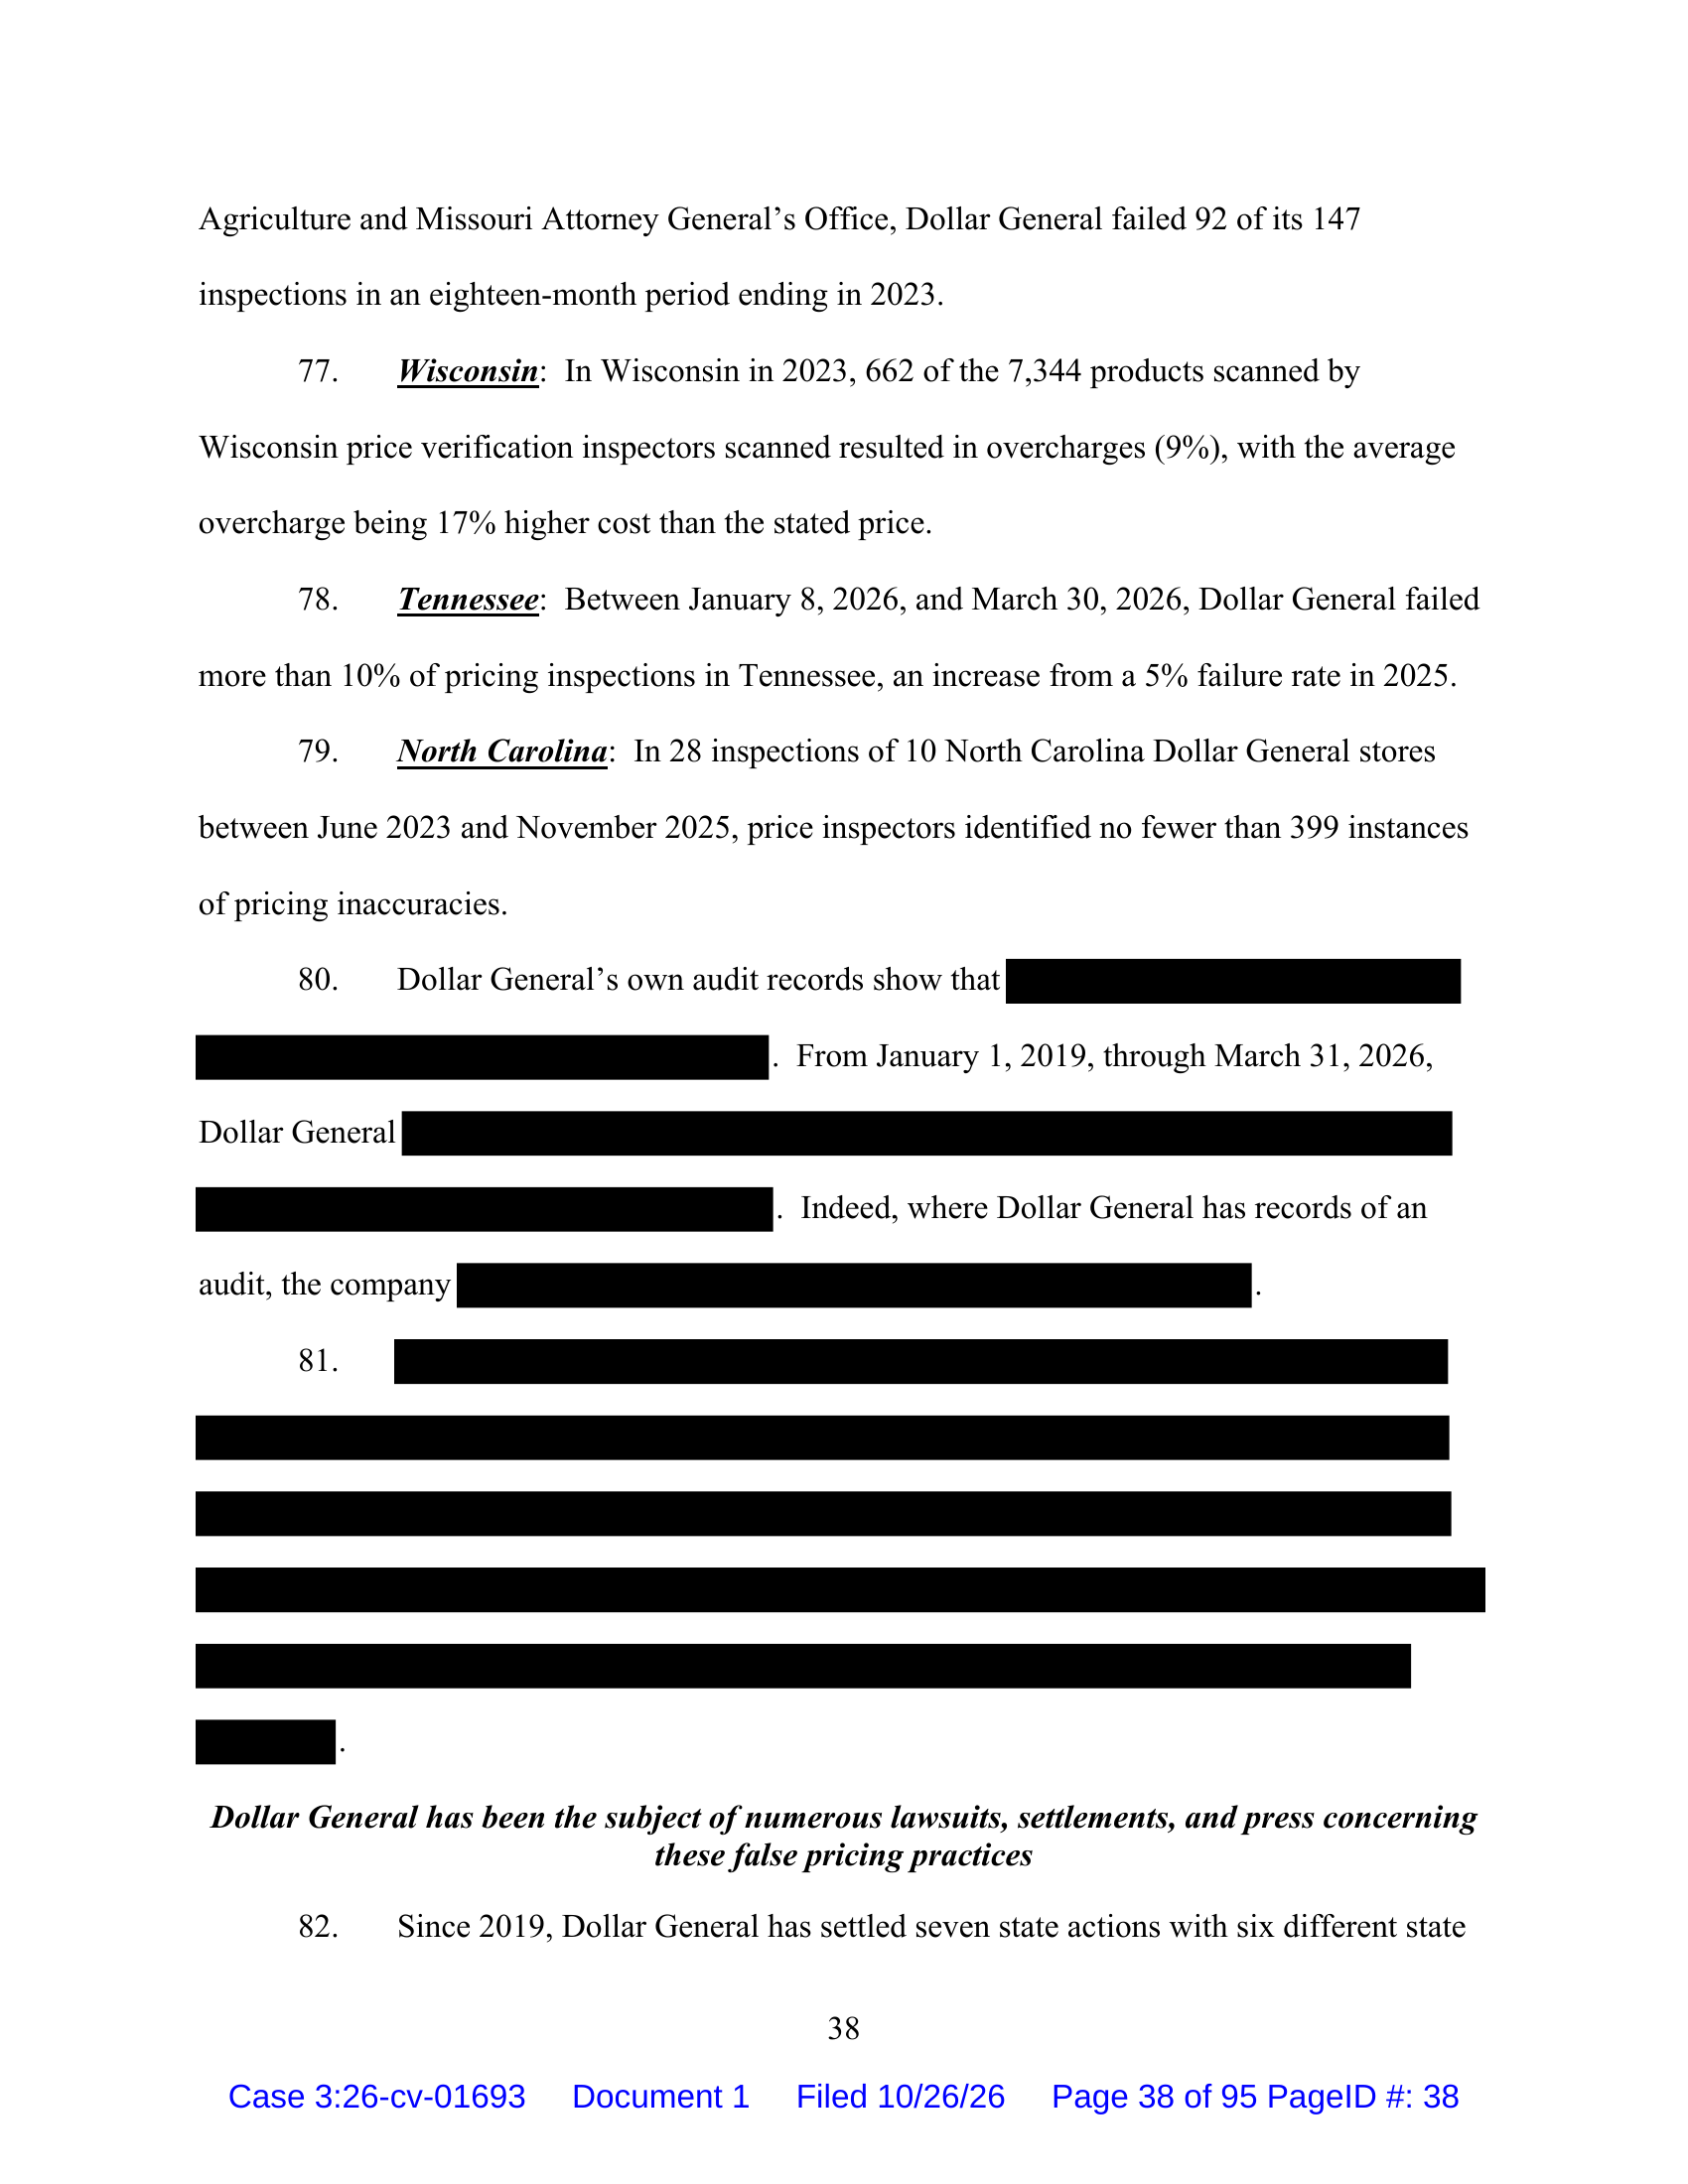 Agriculture and Missouri Attorney General’s Office, Dollar General failed 92 of its 147
inspections in an eighteen-month period ending in 2023.
77. Wisconsin: In Wisconsin in 2023, 662 of the 7,344 products scanned by
Wisconsin price verification inspectors scanned resulted in overcharges (9%), with the average
overcharge being 17% higher cost than the stated price.
78. Tennessee: Between January 8, 2026, and March 30, 2026, Dollar General failed
more than 10% of pricing inspections in Tennessee, an increase from a 5% failure rate in 2025.
79. North Carolina: In 28 inspections of 10 North Carolina Dollar General stores
between June 2023 and November 2025, price inspectors identified no fewer than 399 instances
of pricing inaccuracies.
80. Dollar General’s own audit records show that
. From January 1, 2019, through March 31, 2026,
Dollar General
. Indeed, where Dollar General has records of an
audit, the company .
81.
.
Dollar General has been the subject of numerous lawsuits, settlements, and press concerning
these false pricing practices
82. Since 2019, Dollar General has settled seven state actions with six different state
38
Case 3:26-cv-01693 Document 1 Filed 10/26/26 Page 38 of 95 PageID #: 38